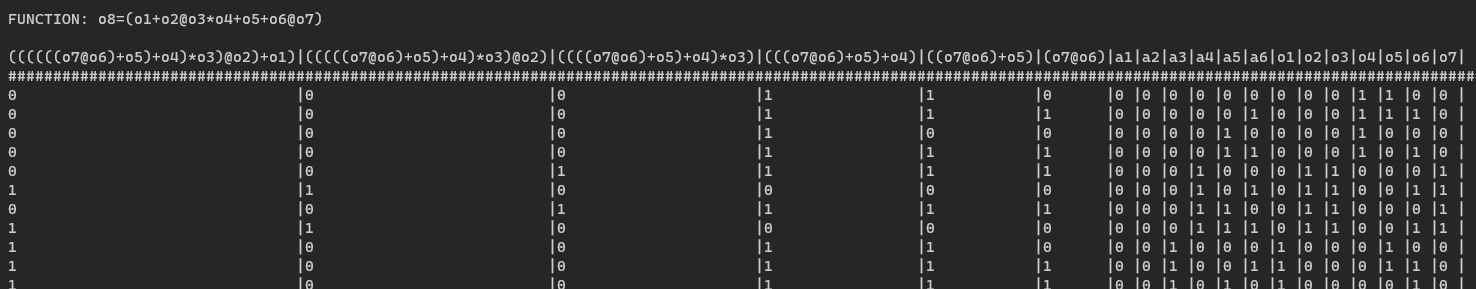 FUNCTION: o8=(o1+o2@o3*o4+o5+o6@o7)
((((((o7@o6)+o5)+o4)*o3)@o2)+o1)|(((((o7@o6)+o5)+o4)*o3)@o2)|((((o7@o6)+o5)+o4)*o3)|(((o7@o6)+o5)+o4)|((o7@o6)+o5)|(o7@o6)|a1|a2|a3|a4|a5|a6|o1|o2|o3|o4|o5|o6|o7|
###################################################################################################################################################################
0 |0 |0 |1 |1 |0 |0 |0 |0 |0 |0 |0 |0 |0 |0 |1 |1 |0 |0 |
0 |0 |0 |1 |1 |1 |0 |0 |0 |0 |0 |1 |0 |0 |0 |1 |1 |1 |0 |
0 |0 |0 |1 |0 |0 |0 |0 |0 |0 |1 |0 |0 |0 |0 |1 |0 |0 |0 |
0 |0 |0 |1 |1 |1 |0 |0 |0 |0 |1 |1 |0 |0 |0 |1 |0 |1 |0 |
0 |0 |1 |1 |1 |1 |0 |0 |0 |1 |0 |0 |0 |1 |1 |0 |0 |0 |1 |
1 |1 |0 |0 |0 |0 |0 |0 |0 |1 |0 |1 |0 |1 |1 |0 |0 |1 |1 |
0 |0 |1 |1 |1 |1 |0 |0 |0 |1 |1 |0 |0 |1 |1 |0 |0 |0 |1 |
1 |1 |0 |0 |0 |0 |0 |0 |0 |1 |1 |1 |0 |1 |1 |0 |0 |1 |1 |
1 |0 |0 |1 |1 |0 |0 |0 |1 |0 |0 |0 |1 |0 |0 |0 |1 |0 |0 |
1 |0 |0 |1 |1 |1 |0 |0 |1 |0 |0 |1 |1 |0 |0 |0 |1 |1 |0 |
1 |0 |0 |1 |1 |1 |0 |0 |1 |0 |1 |0 |1 |0 |0 |0 |0 |1 |0 |